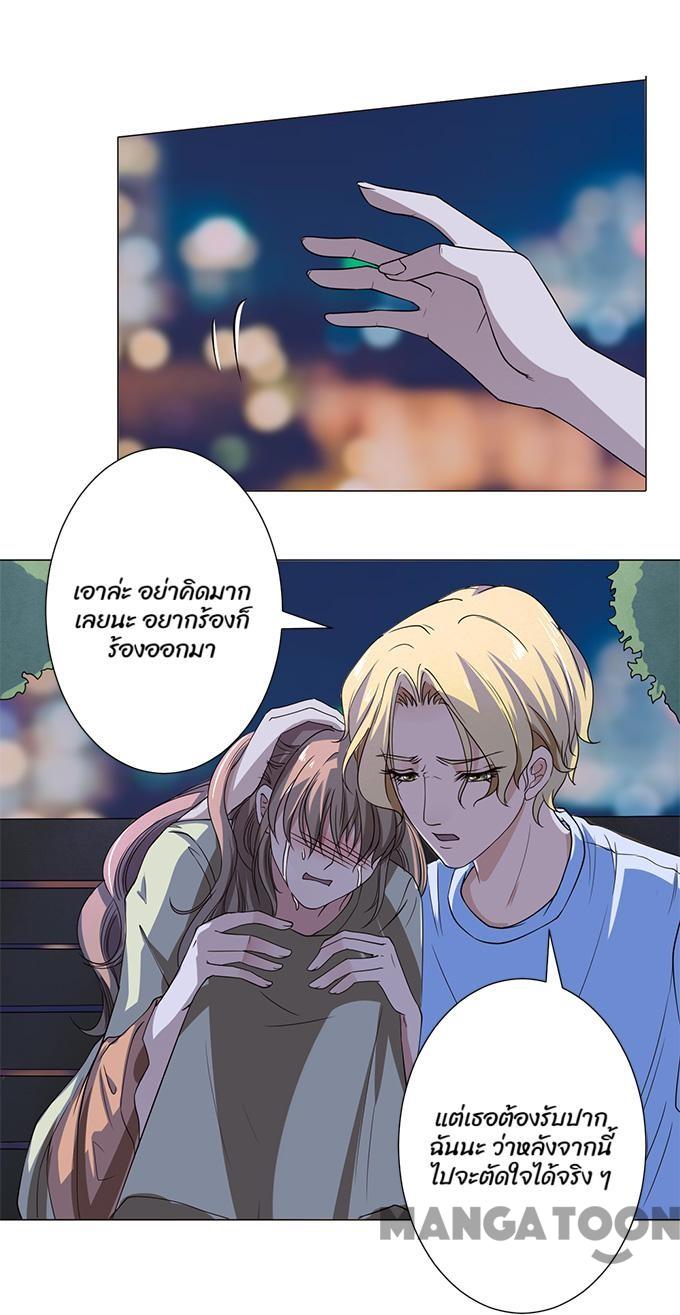 เอาล่ะ อย่าคิดมาก
เลยนะ อยากร้องก็
ร้องออกมา
แต่เธอต้องรับปาก
ฉันนะ ว่าหลังจากนี้
ไปจะตัดใจได้จริง ๆ
MANGATOON